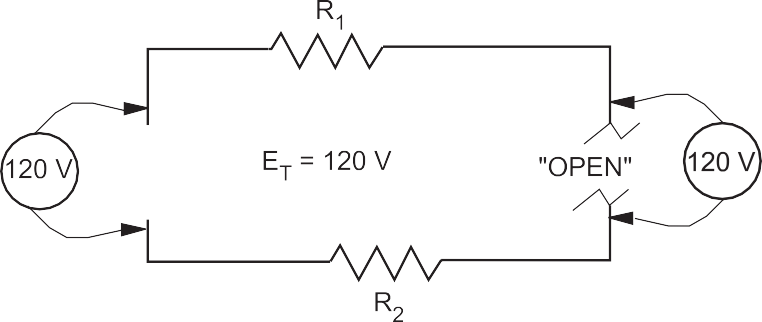 R1
120 V
ET = 120 V
"OPEN"
120 V
R2